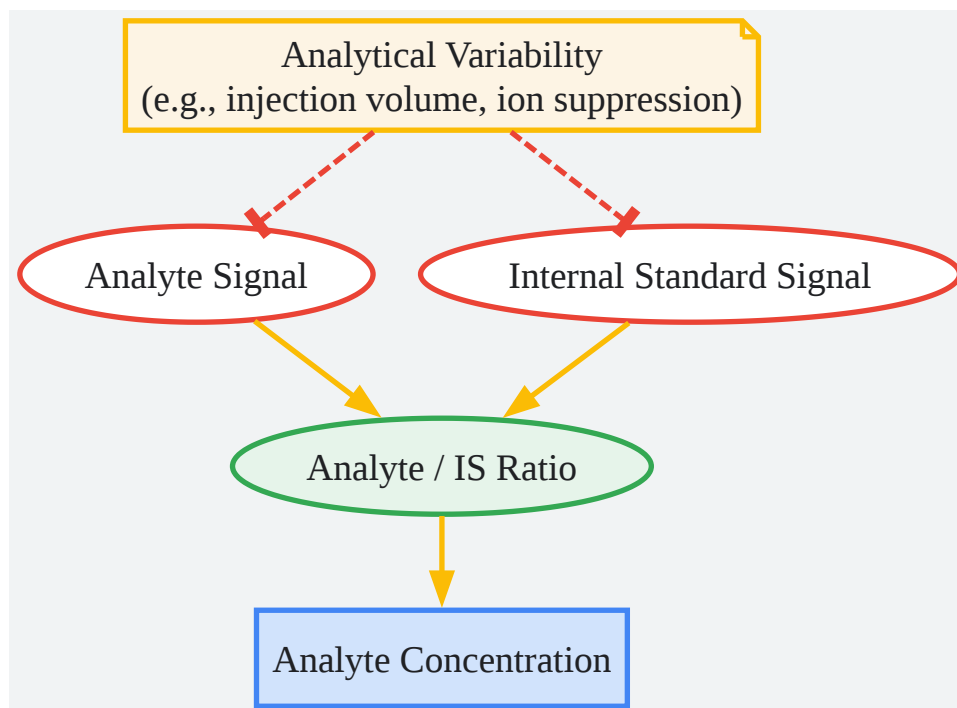 Analytical Variability
(e.g., injection volume, ion suppression)
Analyte Signal
Internal Standard Signal
Analyte / IS Ratio
Analyte Concentration